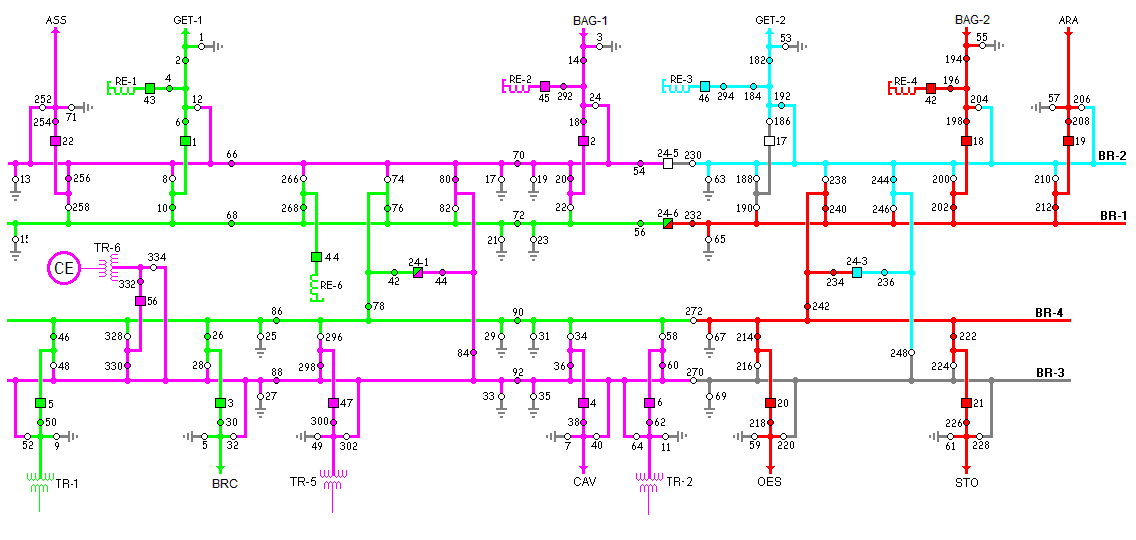 ASS GET-1 BAG-1 GET-2 BAG-2 ARA
1 3 53 55
2 14 182 194
RE-1 4 RE-2 RE-3 RE-4 196
43 45 292 46 294 184 42
252 71 12 24 192 204 57 206
254 6 18 186 198 208
22 1 2 17 18 19
66 70 54 24-5 230 BR-2
13 256 8 266 74 80 17 19 20 63 188 238 244 200 210
258 10 268 76 82 22 190 240 246 202 212
68 72 56 24-6 232 BR-1
15 21 23 65
CE TR-6 334 332 56
44 RE-6
24-1 42 44
24-3 234 236
78 242
86 90 272 BR-4
46 328 26 25 296 29 31 34 58 67 214 222
48 330 28 298 84 36 60 216 248 224
88 92 270 BR-3
27 33 35 69
5 3 47 4 6 20 21
50 30 300 38 62 218 226
52 9 5 32 49 302 7 40 64 11 59 220 61 228
TR-1 BRC TR-5 CAV TR-2 OES STO